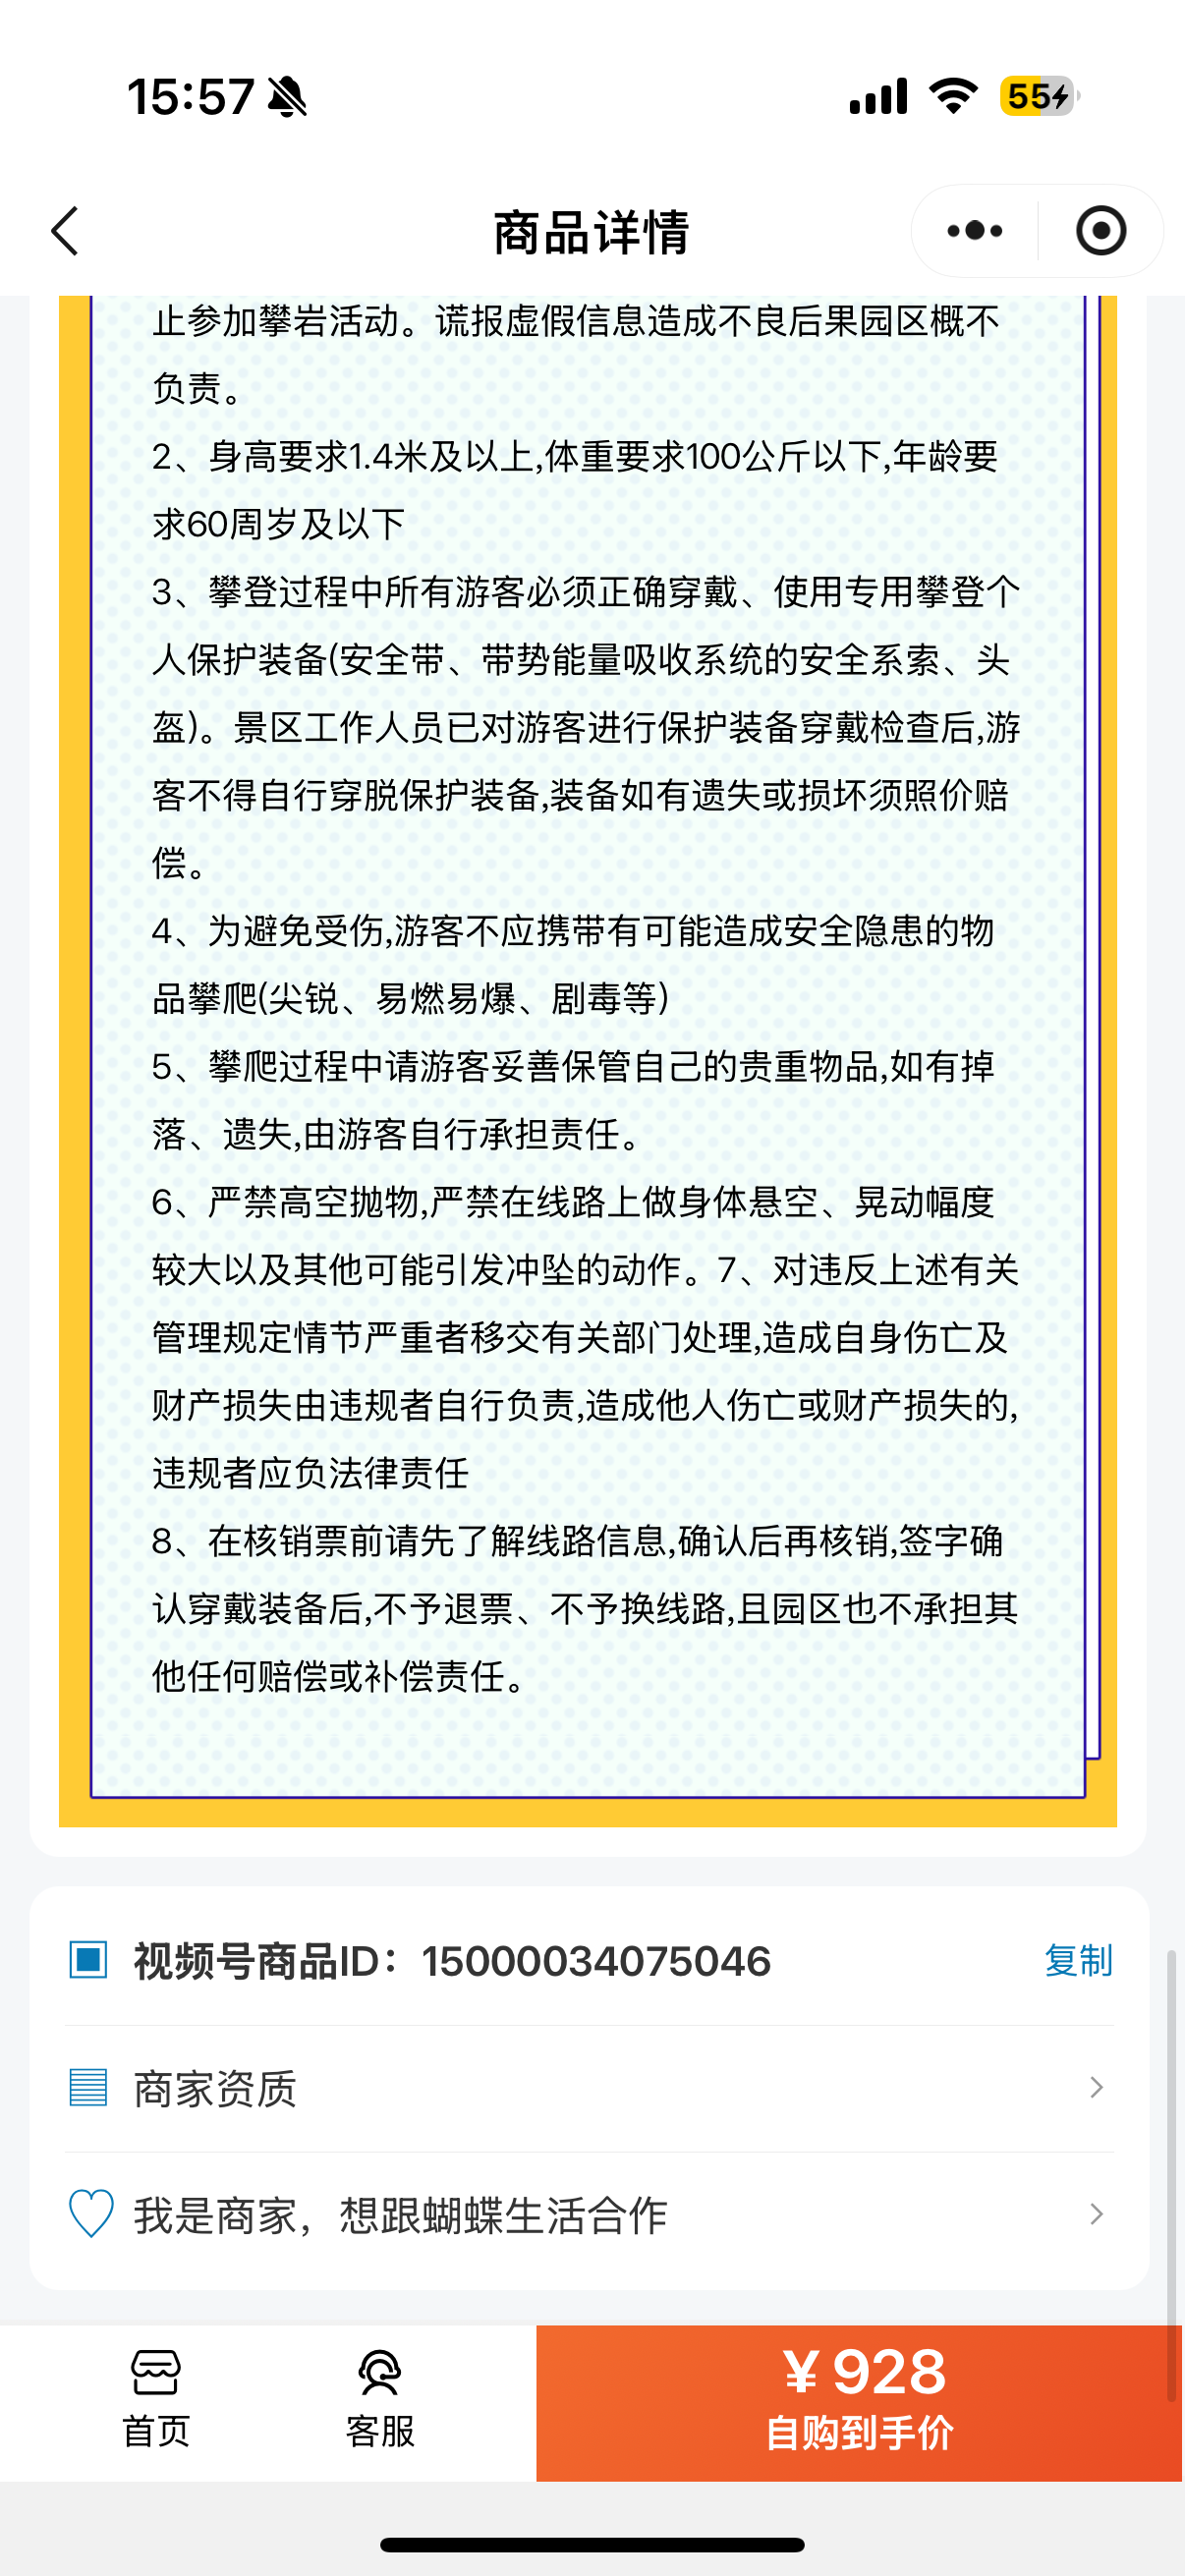 15:57
55
商品详情
止参加攀岩活动。谎报虚假信息造成不良后果园区概不
负责。
2、身高要求1.4米及以上,体重要求100公斤以下,年龄要
求60周岁及以下
3、攀登过程中所有游客必须正确穿戴、使用专用攀登个
人保护装备(安全带、带势能量吸收系统的安全系索、头
盔)。景区工作人员已对游客进行保护装备穿戴检查后,游
客不得自行穿脱保护装备,装备如有遗失或损坏须照价赔
偿。
4、为避免受伤,游客不应携带有可能造成安全隐患的物
品攀爬(尖锐、易燃易爆、剧毒等)
5、攀爬过程中请游客妥善保管自己的贵重物品,如有掉
落、遗失,由游客自行承担责任。
6、严禁高空抛物,严禁在线路上做身体悬空、晃动幅度
较大以及其他可能引发冲坠的动作。7、对违反上述有关
管理规定情节严重者移交有关部门处理,造成自身伤亡及
财产损失由违规者自行负责,造成他人伤亡或财产损失的,
违规者应负法律责任
8、在核销票前请先了解线路信息,确认后再核销,签字确
认穿戴装备后,不予退票、不予换线路,且园区也不承担其
他任何赔偿或补偿责任。
视频号商品ID：15000034075046 复制
商家资质
我是商家，想跟蝴蝶生活合作
首页 客服 ￥928
自购到手价